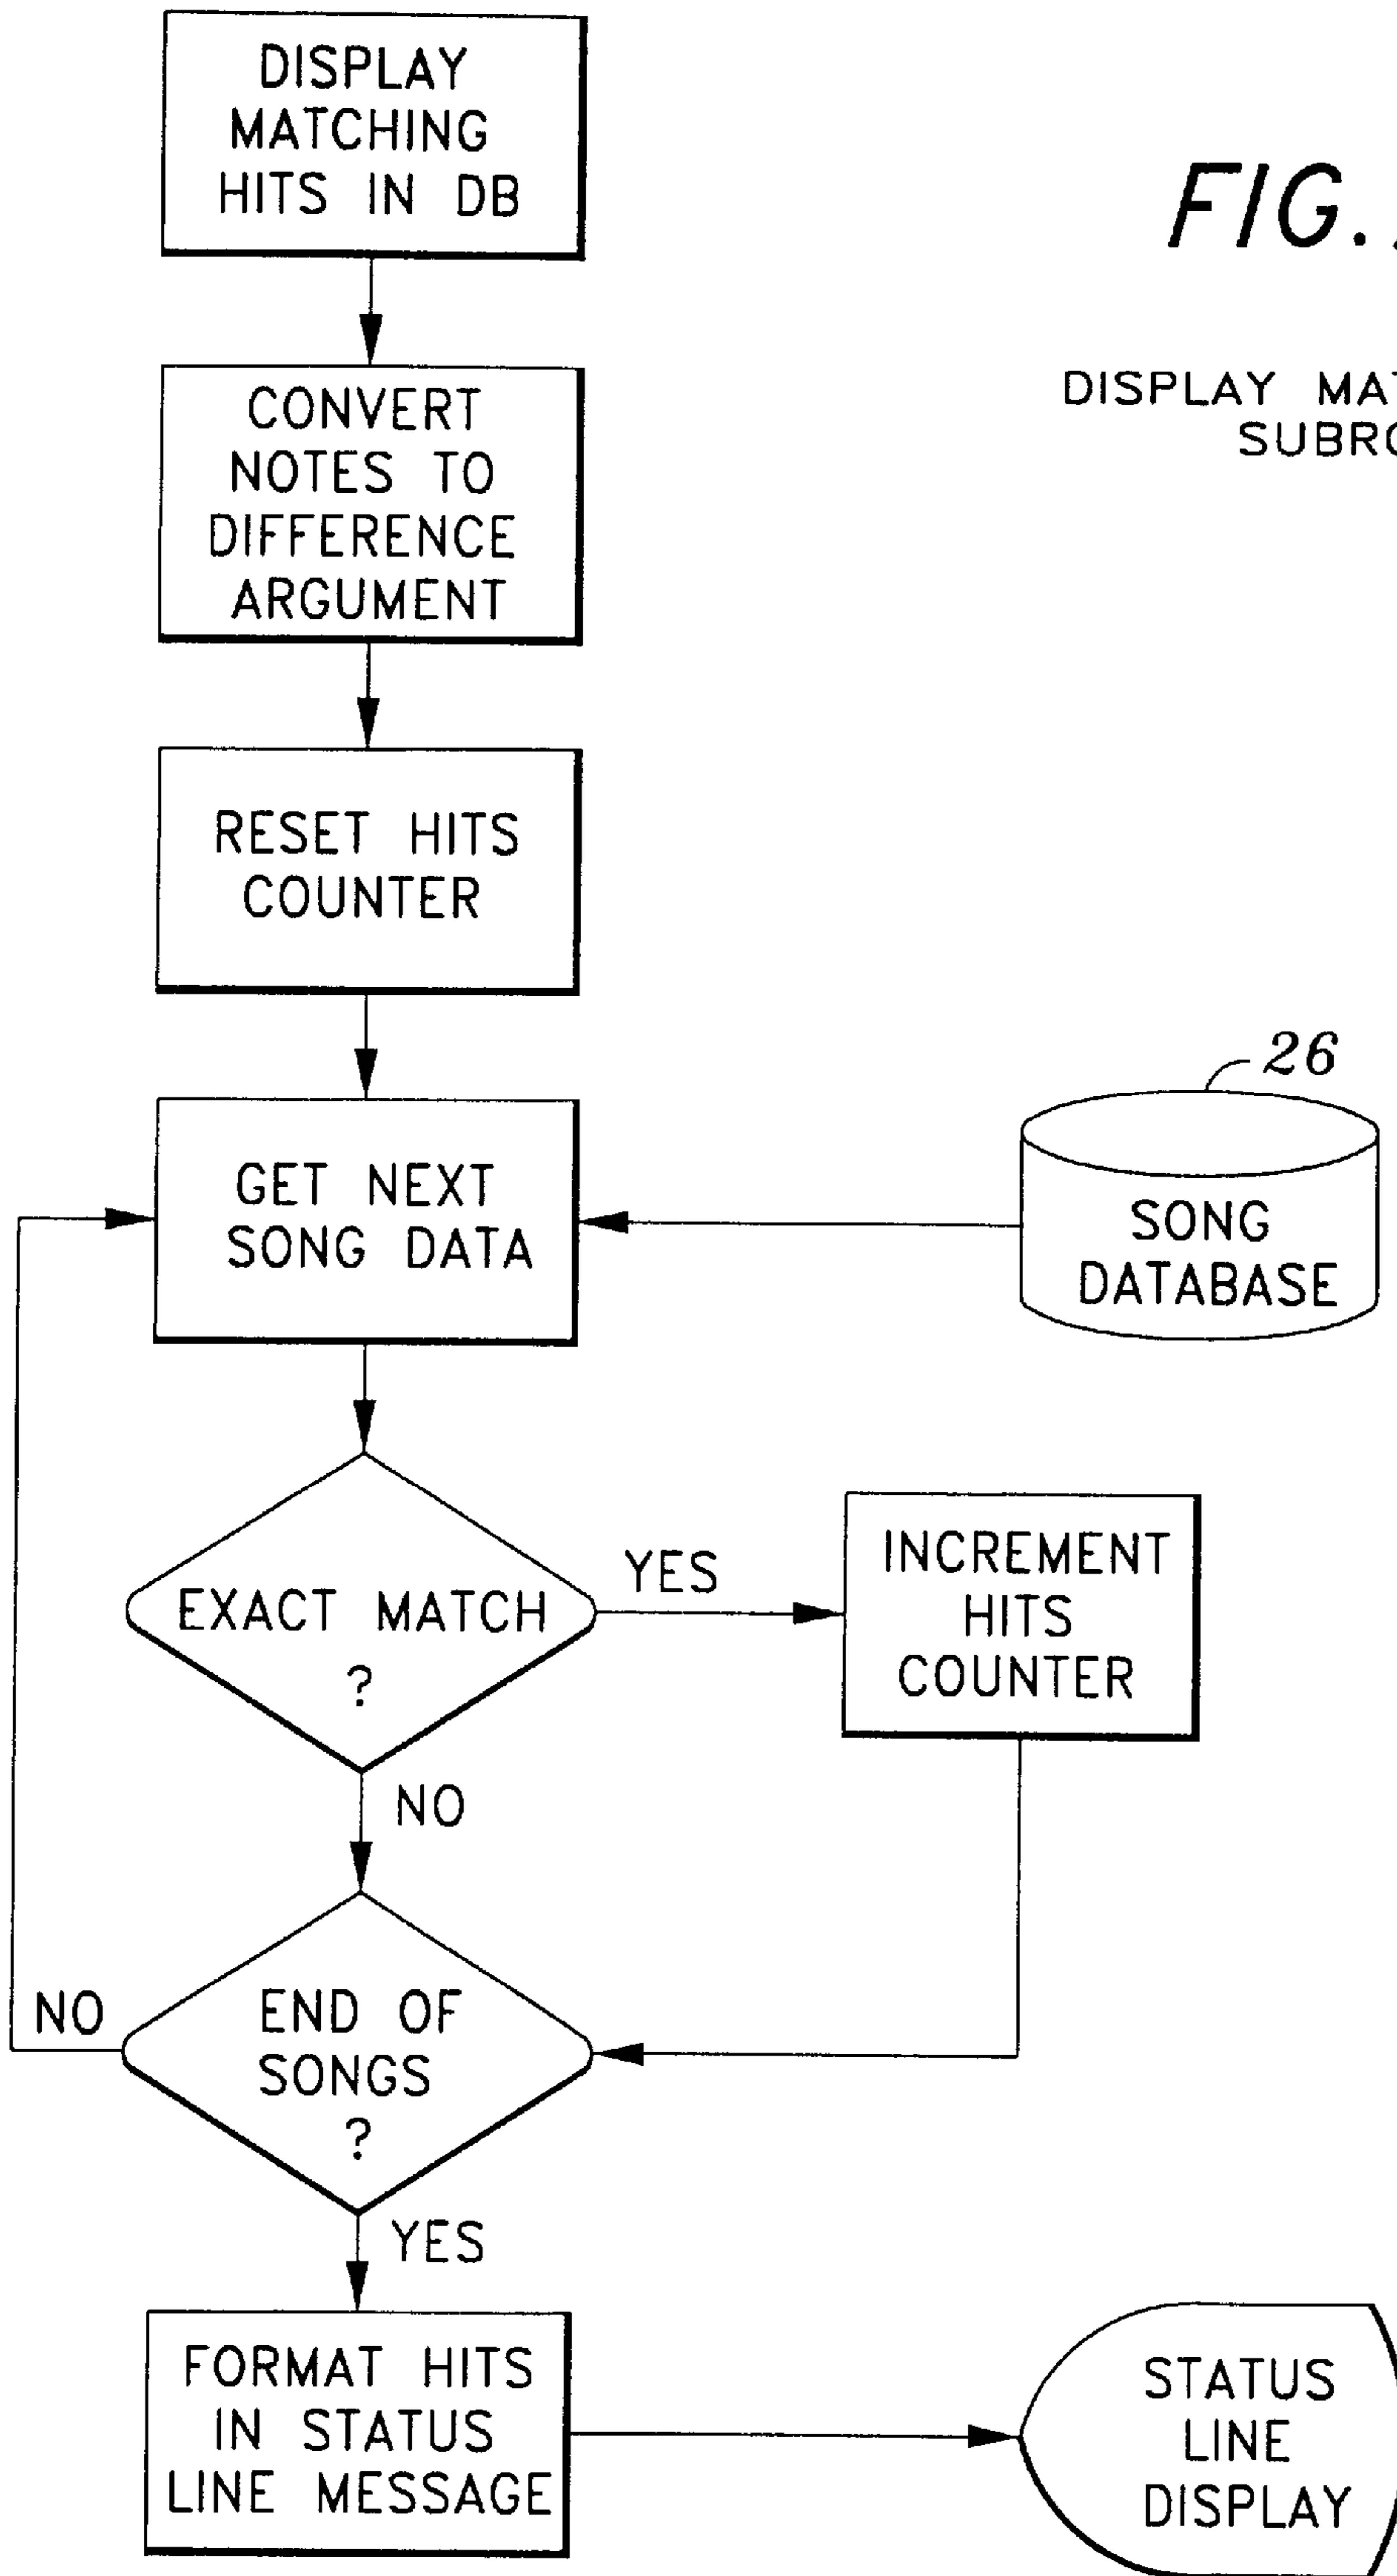 DISPLAY
MATCHING
HITS IN DB
FIG.
CONVERT
NOTES TO
DIFFERENCE
ARGUMENT
DISPLAY
RESET HITS
COUNTER
GET NEXT
SONG DATA
26
SONG
DATABASE
EXACT MATCH
?
YES
INCREMENT
HITS
COUNTER
NO
END OF
SONGS
?
NO
YES
FORMAT HITS
IN STATUS
LINE MESSAGE
STATUS
LINE
DISPLAY